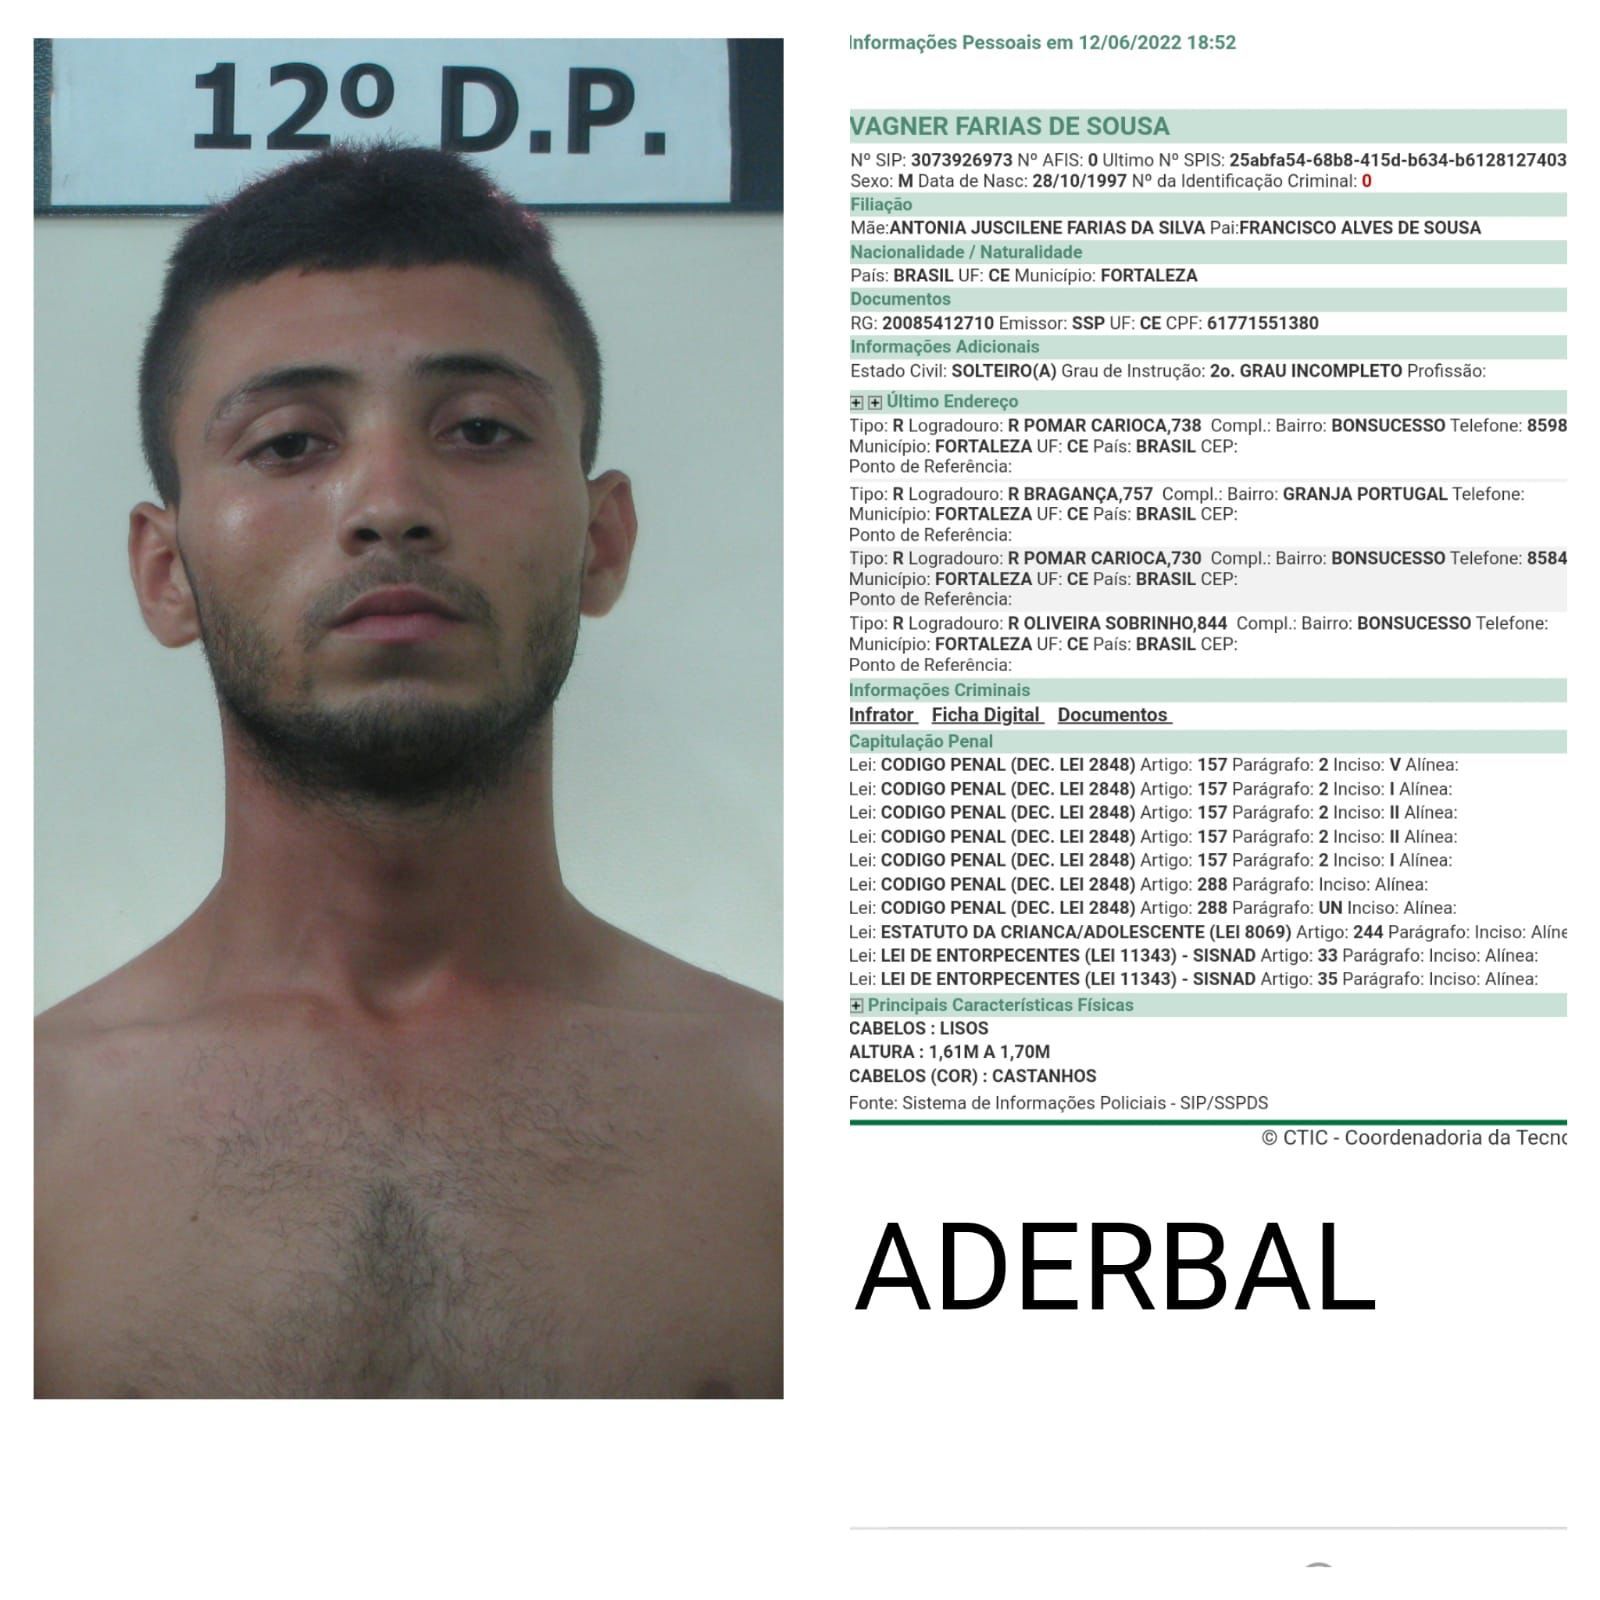 12º D.P.
Informações Pessoais em 12/06/2022 18:52
VAGNER FARIAS DE SOUSA
Nº SIP: 3073926973 Nº AFIS: 0 Ultimo Nº SPIS: 25abfa54-68b8-415d-b634-b6128127403
Sexo: M Data de Nasc: 28/10/1997 Nº da Identificação Criminal: 0
Filiação
Mãe:ANTONIA JUSCILENE FARIAS DA SILVA Pai:FRANCISCO ALVES DE SOUSA
Nacionalidade / Naturalidade
País: BRASIL UF: CE Município: FORTALEZA
Documentos
RG: 20085412710 Emissor: SSP UF: CE CPF: 61771551380
Informações Adicionais
Estado Civil: SOLTEIRO(A) Grau de Instrução: 2o. GRAU INCOMPLETO Profissão:
Último Endereço
Tipo: R Logradouro: R POMAR CARIOCA,738 Compl.: Bairro: BONSUCESSO Telefone: 8598
Município: FORTALEZA UF: CE País: BRASIL CEP:
Ponto de Referência:
Tipo: R Logradouro: R BRAGANÇA,757 Compl.: Bairro: GRANJA PORTUGAL Telefone:
Município: FORTALEZA UF: CE País: BRASIL CEP:
Ponto de Referência:
Tipo: R Logradouro: R POMAR CARIOCA,730 Compl.: Bairro: BONSUCESSO Telefone: 8584
Município: FORTALEZA UF: CE País: BRASIL CEP:
Ponto de Referência:
Tipo: R Logradouro: R OLIVEIRA SOBRINHO,844 Compl.: Bairro: BONSUCESSO Telefone:
Município: FORTALEZA UF: CE País: BRASIL CEP:
Ponto de Referência:
Informações Criminais
Infrator Ficha Digital Documentos
Capitulação Penal
Lei: CODIGO PENAL (DEC. LEI 2848) Artigo: 157 Parágrafo: 2 Inciso: V Alínea:
Lei: CODIGO PENAL (DEC. LEI 2848) Artigo: 157 Parágrafo: 2 Inciso: I Alínea:
Lei: CODIGO PENAL (DEC. LEI 2848) Artigo: 157 Parágrafo: 2 Inciso: II Alínea:
Lei: CODIGO PENAL (DEC. LEI 2848) Artigo: 157 Parágrafo: 2 Inciso: II Alínea:
Lei: CODIGO PENAL (DEC. LEI 2848) Artigo: 157 Parágrafo: 2 Inciso: I Alínea:
Lei: CODIGO PENAL (DEC. LEI 2848) Artigo: 288 Parágrafo: Inciso: Alínea:
Lei: CODIGO PENAL (DEC. LEI 2848) Artigo: 288 Parágrafo: UN Inciso: Alínea:
Lei: ESTATUTO DA CRIANCA/ADOLESCENTE (LEI 8069) Artigo: 244 Parágrafo: Inciso: Alíne
Lei: LEI DE ENTORPECENTES (LEI 11343) - SISNAD Artigo: 33 Parágrafo: Inciso: Alínea:
Lei: LEI DE ENTORPECENTES (LEI 11343) - SISNAD Artigo: 35 Parágrafo: Inciso: Alínea:
Principais Características Físicas
CABELOS : LISOS
ALTURA : 1,61M A 1,70M
CABELOS (COR) : CASTANHOS
Fonte: Sistema de Informações Policiais - SIP/SSPDS
© CTIC - Coordenadoria da Tecno
ADERBAL